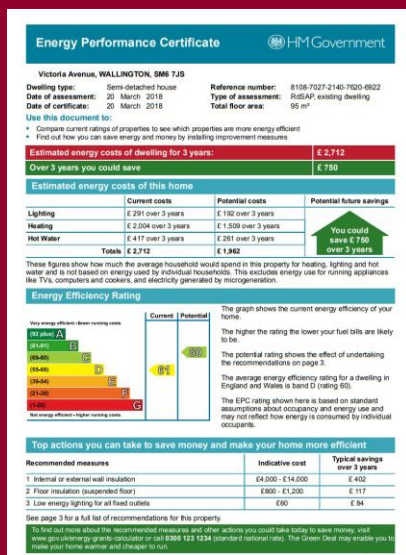 Energy Performance Certificate
HM Government
Victoria Avenue, WALLINGTON, SM6 7JS
Dwelling type: Semi-detached house
Date of assessment: 20 March 2018
Date of certificate: 20 March 2018
Reference number: 8108-7027-2140-7620-6922
Type of assessment: RdSAP, existing dwelling
Total floor area: 95 m²
Use this document to:
• Compare current ratings of properties to see which properties are more energy efficient
• Find out how you can save energy and money by installing improvement measures
Estimated energy costs of dwelling for 3 years: £ 2,712
Over 3 years you could save £ 750
Estimated energy costs of this home
Current costs Potential costs Potential future savings
Lighting £ 291 over 3 years £ 192 over 3 years
Heating £ 2,004 over 3 years £ 1,509 over 3 years
Hot Water £ 417 over 3 years £ 261 over 3 years
Totals £ 2,712 £ 1,962
You could
save £ 750
over 3 years
These figures show how much the average household would spend in this property for heating, lighting and hot
water and is not based on energy used by individual households. This excludes energy use for running appliances
like TVs, computers and cookers, and electricity generated by microgeneration.
Energy Efficiency Rating
Current Potential
Very energy efficient - lower running costs
(92 plus) A
(81-91) B
(69-80) C
(55-68) D
(39-54) E
(21-38) F
(1-20) G
Not energy efficient - higher running costs
61
80
The graph shows the current energy efficiency of your
home.
The higher the rating the lower your fuel bills are likely
to be.
The potential rating shows the effect of undertaking
the recommendations on page 3.
The average energy efficiency rating for a dwelling in
England and Wales is band D (rating 60).
The EPC rating shown here is based on standard
assumptions about occupancy and energy use and
may not reflect how energy is consumed by individual
occupants.
Top actions you can take to save money and make your home more efficient
Recommended measures Indicative cost Typical savings
over 3 years
1 Internal or external wall insulation £4,000 - £14,000 £ 402
2 Floor insulation (suspended floor) £800 - £1,200 £ 117
3 Low energy lighting for all fixed outlets £60 £ 84
See page 3 for a full list of recommendations for this property.
To find out more about the recommended measures and other actions you could take today to save money, visit
www.gov.uk/energy-grants-calculator or call 0300 123 1234 (standard national rate). The Green Deal may enable you to
make your home warmer and cheaper to run.